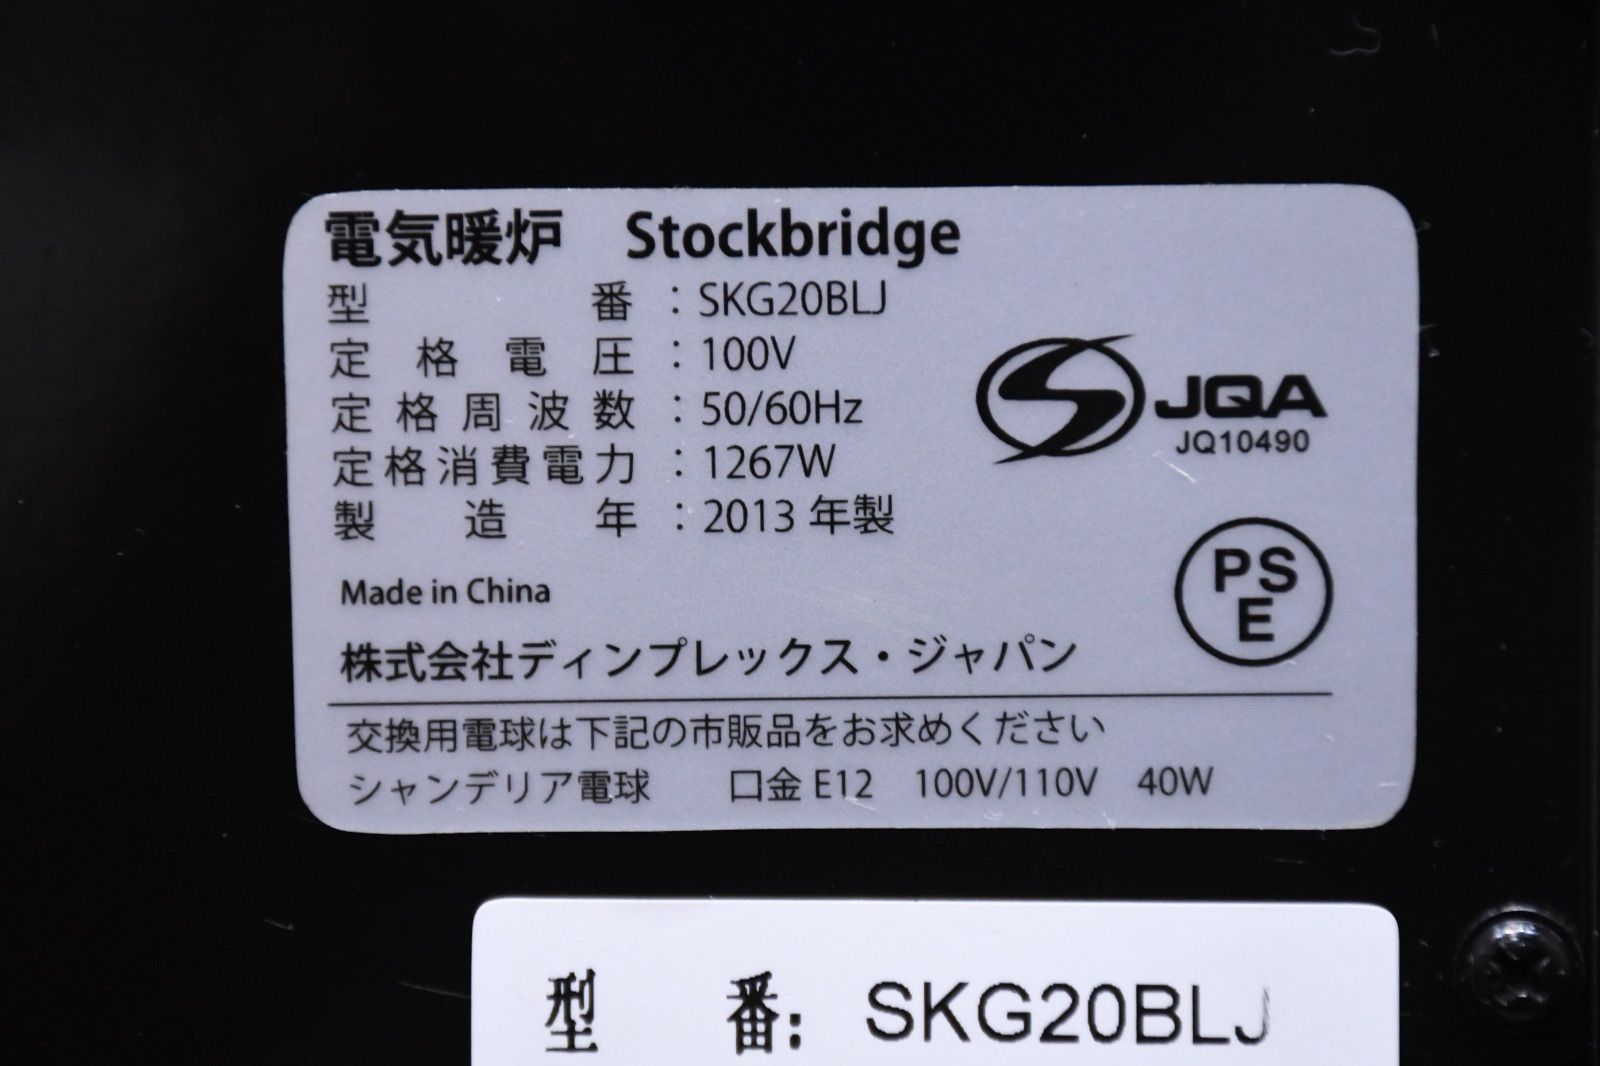 電気暖炉 Stockbridge
型番：SKG20BLJ
定格電圧：100V
定格周波数：50/60Hz
定格消費電力：1267W
製造年：2013 年製
JQA
JQ10490
Made in China
PS
E
株式会社ディンプレックス・ジャパン
交換用電球は下記の市販品をお求めください
シャンデリア電球 口金 E12 100V/110V 40W
型番: SKG20BLJ